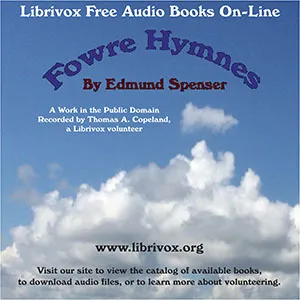 Librivox Free Audio Books On-Line
Fowre Hymnes
By Edmund Spenser
A Work in the Public Domain
Recorded by Thomas A. Copeland,
a Librivox volunteer
www.librivox.org
Visit our site to view the catalog of available books,
to download audio files, or to learn more about volunteering.